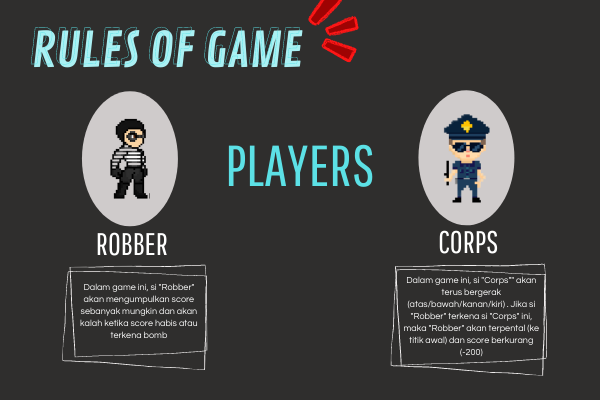 RULES OF GAME
PLAYERS
ROBBER
Dalam game ini, si "Robber"
akan mengumpulkan score
sebanyak mungkin dan akan
kalah ketika score habis atau
terkena bomb
CORPS
Dalam game ini, si "Corps"" akan
terus bergerak
(atas/bawah/kanan/kiri) . Jika si
"Robber" terkena si "Corps" ini,
maka "Robber" akan terpental (ke
titik awal) dan score berkurang
(-200)